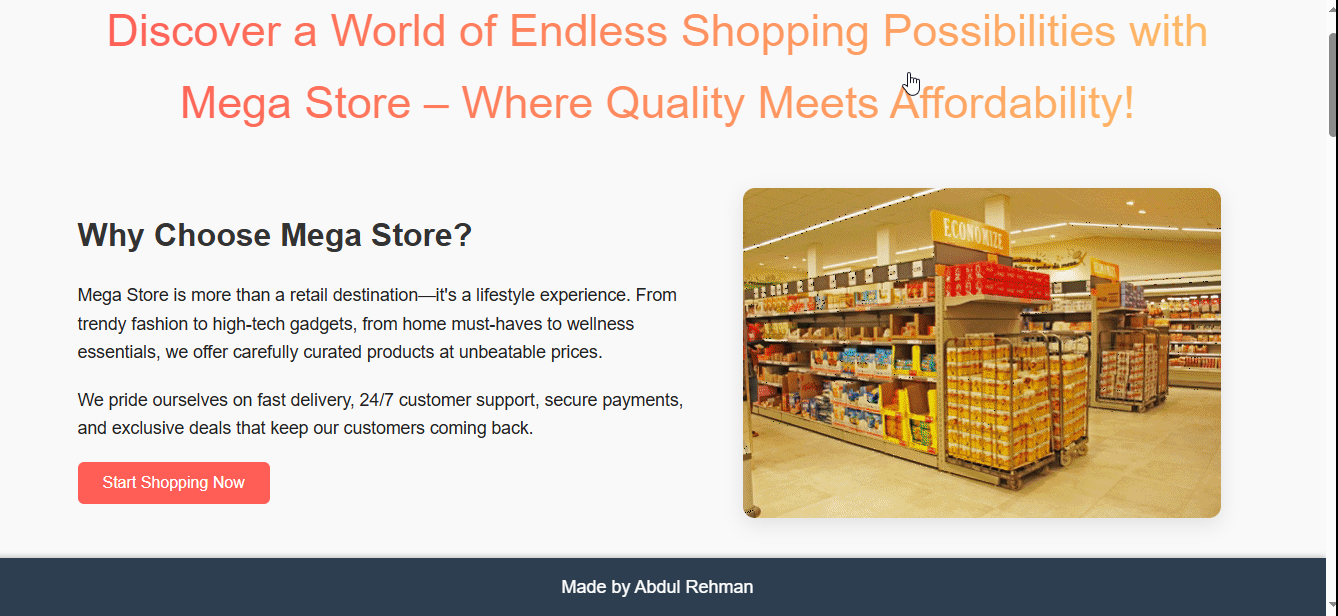 Discover a World of Endless Shopping Possibilities with
Mega Store – Where Quality Meets Affordability!
Why Choose Mega Store?
Mega Store is more than a retail destination—it's a lifestyle experience. From
trendy fashion to high-tech gadgets, from home must-haves to wellness
essentials, we offer carefully curated products at unbeatable prices.
We pride ourselves on fast delivery, 24/7 customer support, secure payments,
and exclusive deals that keep our customers coming back.
Start Shopping Now
ECONOMIZE
Made by Abdul Rehman